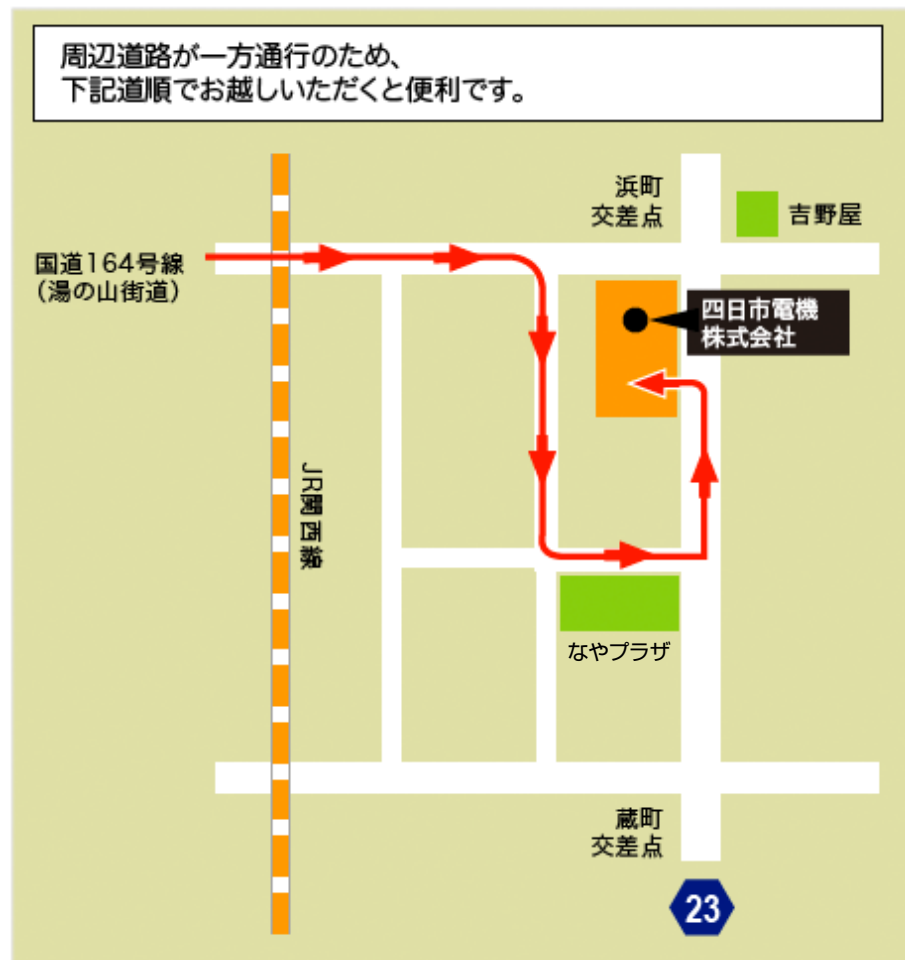 周辺道路が一方通行のため、
下記道順でお越しいただくと便利です。
浜町
交差点
吉野屋
国道164号線
(湯の山街道)
四日市電機
株式会社
JR関西線
なやプラザ
蔵町
交差点
23